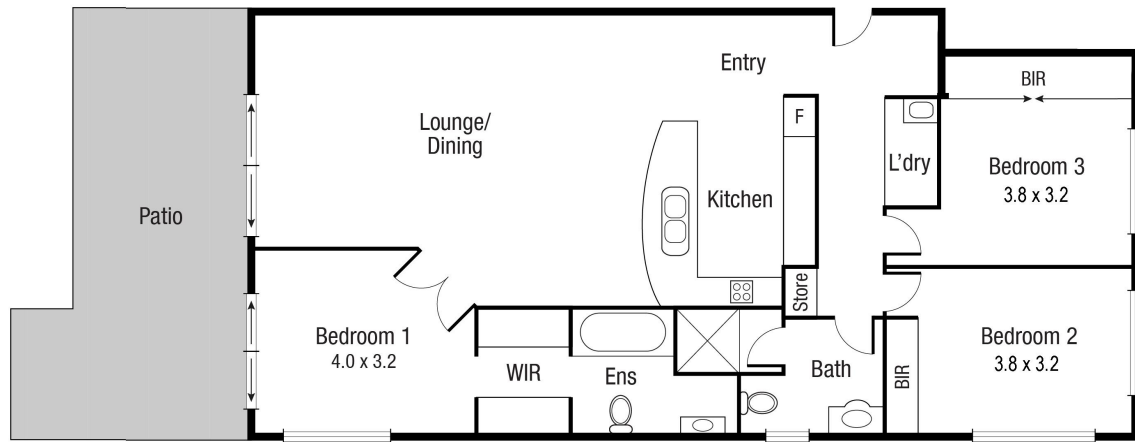 Entry
BIR
F
Lounge/
Dining
L'dry
Bedroom 3
3.8 x 3.2
Kitchen
Patio
Store
Bedroom 1
4.0 x 3.2
Bedroom 2
3.8 x 3.2
WIR
Ens
Bath
BIR